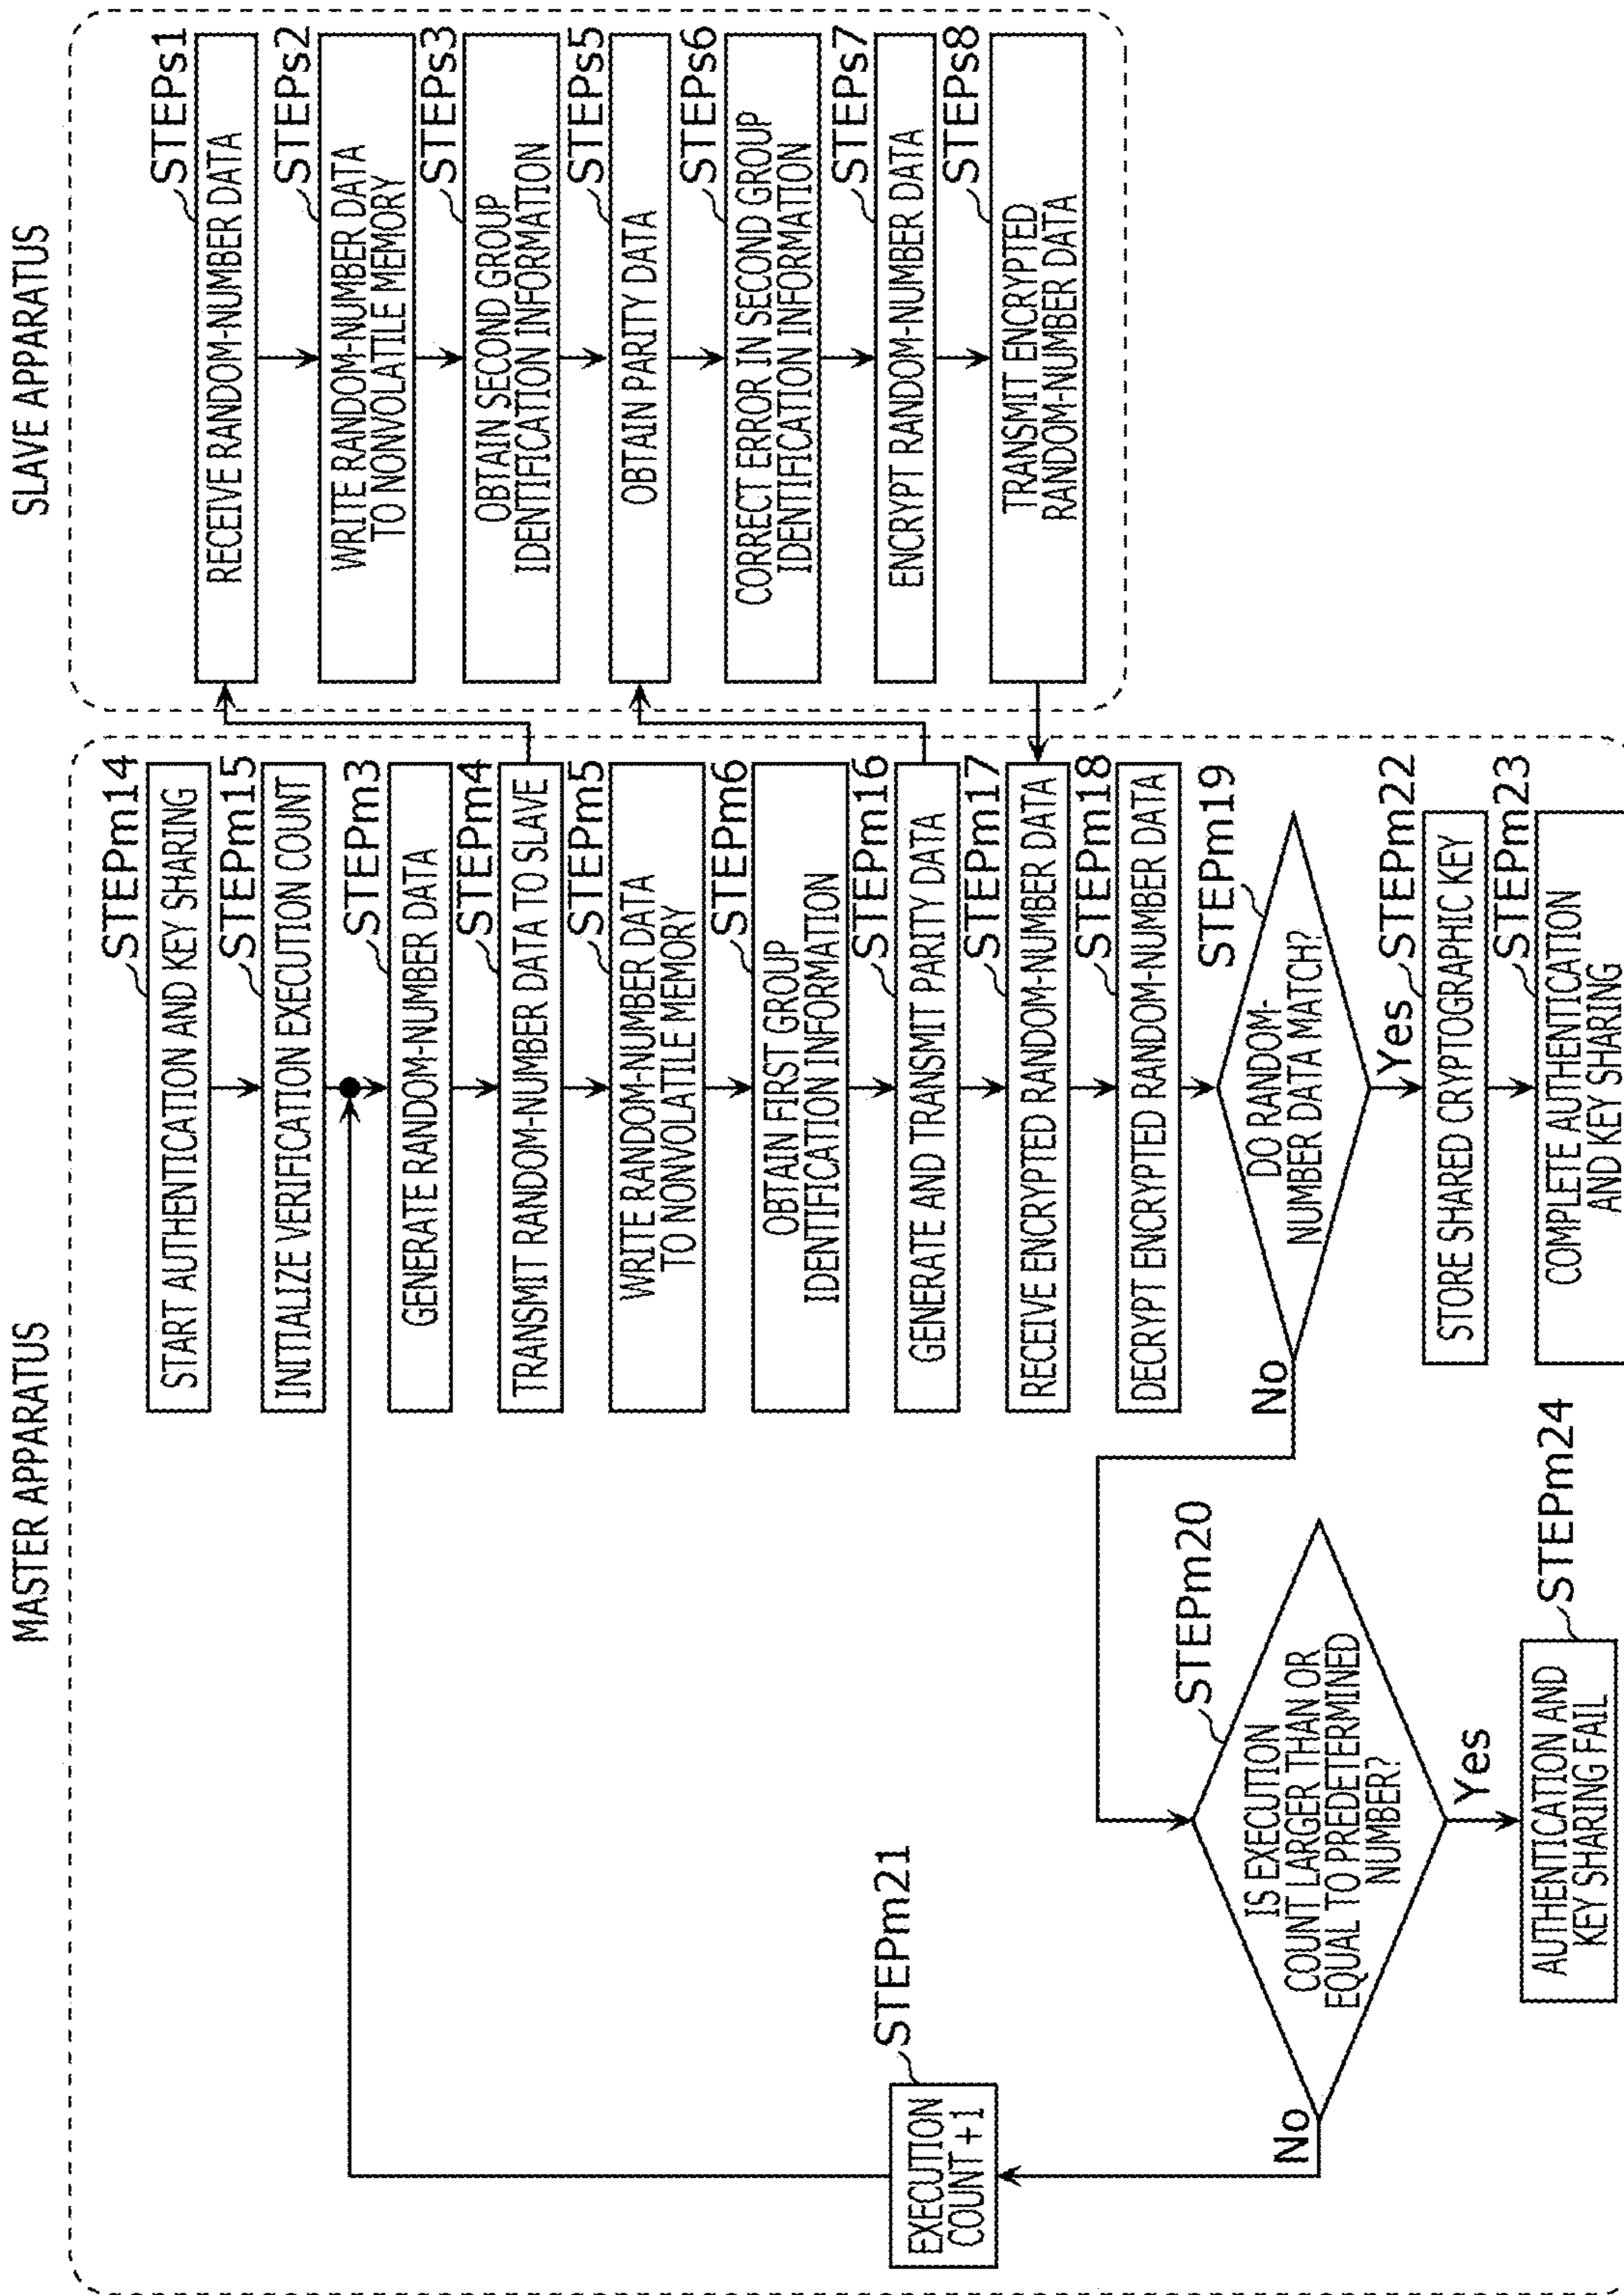 MASTER APPARATUS
STEPm14
START AUTHENTICATION AND KEY SHARING
STEPm15
INITIALIZE VERIFICATION EXECUTION COUNT
STEPm3
GENERATE RANDOM-NUMBER DATA
STEPm4
TRANSMIT RANDOM-NUMBER DATA TO SLAVE
STEPm5
WRITE RANDOM-NUMBER DATA
TO NONVOLATILE MEMORY
STEPm6
OBTAIN FIRST GROUP
IDENTIFICATION INFORMATION
STEPm16
GENERATE AND TRANSMIT PARITY DATA
STEPm17
RECEIVE ENCRYPTED RANDOM-NUMBER DATA
STEPm18
DECRYPT ENCRYPTED RANDOM-NUMBER DATA
STEPm19
DO RANDOM-
NUMBER DATA MATCH?
No
Yes
STEPm22
STORE SHARED CRYPTOGRAPHIC KEY
STEPm23
COMPLETE AUTHENTICATION
AND KEY SHARING
STEPm20
IS EXECUTION
COUNT LARGER THAN OR
EQUAL TO PREDETERMINED
NUMBER?
No
Yes
STEPm21
EXECUTION
COUNT +1
STEPm24
AUTHENTICATION AND
KEY SHARING FAIL
SLAVE APPARATUS
STEPs1
RECEIVE RANDOM-NUMBER DATA
STEPs2
WRITE RANDOM-NUMBER DATA
TO NONVOLATILE MEMORY
STEPs3
OBTAIN SECOND GROUP
IDENTIFICATION INFORMATION
STEPs5
OBTAIN PARITY DATA
STEPs6
CORRECT ERROR IN SECOND GROUP
IDENTIFICATION INFORMATION
STEPs7
ENCRYPT RANDOM-NUMBER DATA
STEPs8
TRANSMIT ENCRYPTED
RANDOM-NUMBER DATA